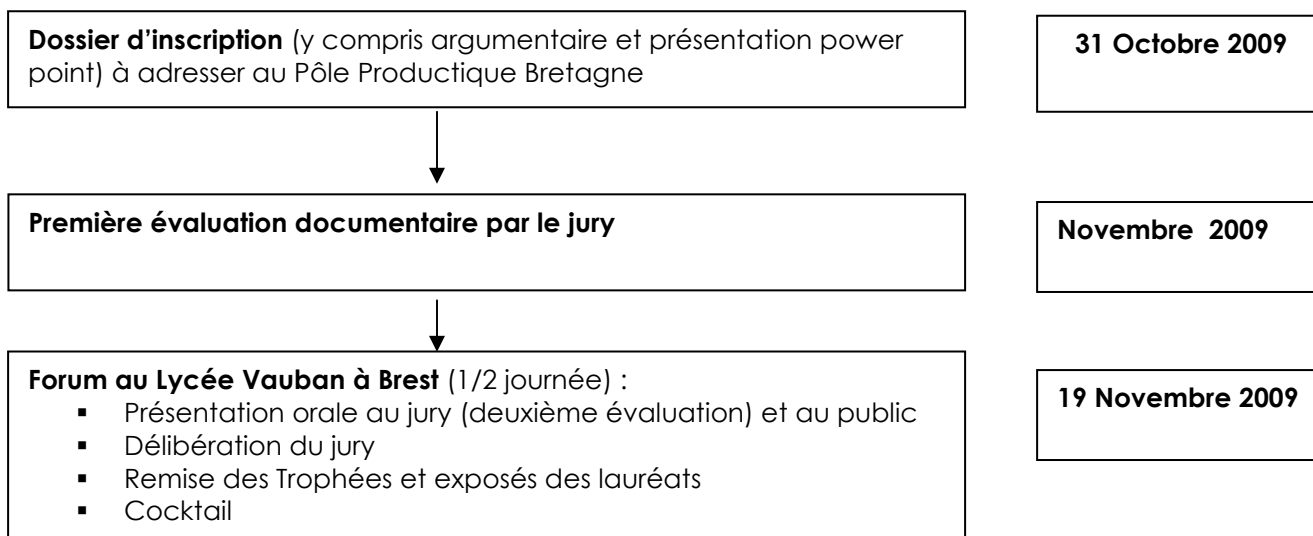 Dossier d’inscription (y compris argumentaire et présentation power
point) à adresser au Pôle Productique Bretagne
31 Octobre 2009
Première évaluation documentaire par le jury
Novembre 2009
Forum au Lycée Vauban à Brest (1/2 journée) :
▪ Présentation orale au jury (deuxième évaluation) et au public
▪ Délibération du jury
▪ Remise des Trophées et exposés des lauréats
▪ Cocktail
19 Novembre 2009